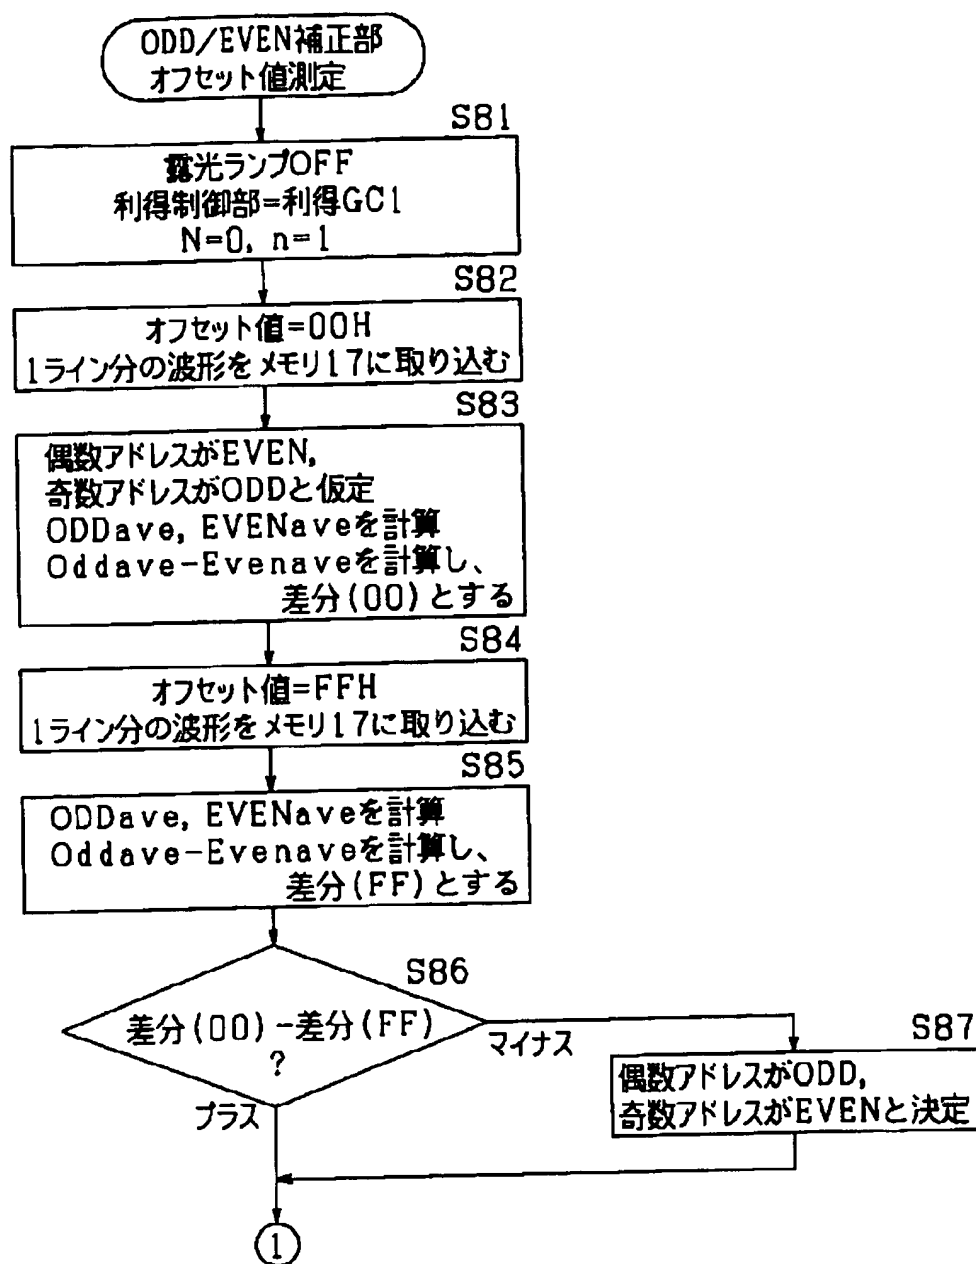 ODD/EVEN補正部
オフセット値測定
S81
露光ランプOFF
利得制御部=利得GC1
N=0, n=1
S82
オフセット値=00H
1ライン分の波形をメモリ17に取り込む
S83
偶数アドレスがEVEN,
奇数アドレスがODDと仮定
ODDave, EVENaveを計算
Oddave-Evenaveを計算し、
差分(00)とする
S84
オフセット値=FFH
1ライン分の波形をメモリ17に取り込む
S85
ODDave, EVENaveを計算
Oddave-Evenaveを計算し、
差分(FF)とする
S86
差分(00)-差分(FF)
?
マイナス
プラス
S87
偶数アドレスがODD,
奇数アドレスがEVENと決定
1